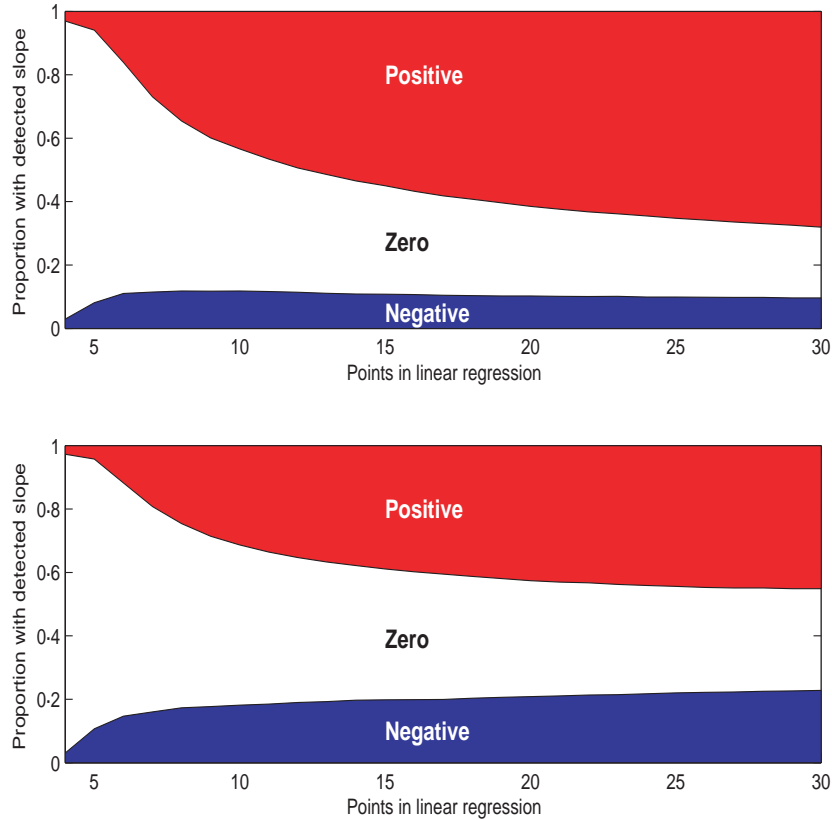 1
0·8
0·6
0·4
0·2
0
Proportion with detected slope
Positive
Zero
Negative
5 10 15 20 25 30
Points in linear regression
1
0·8
0·6
0·4
0·2
0
Proportion with detected slope
Positive
Zero
Negative
5 10 15 20 25 30
Points in linear regression